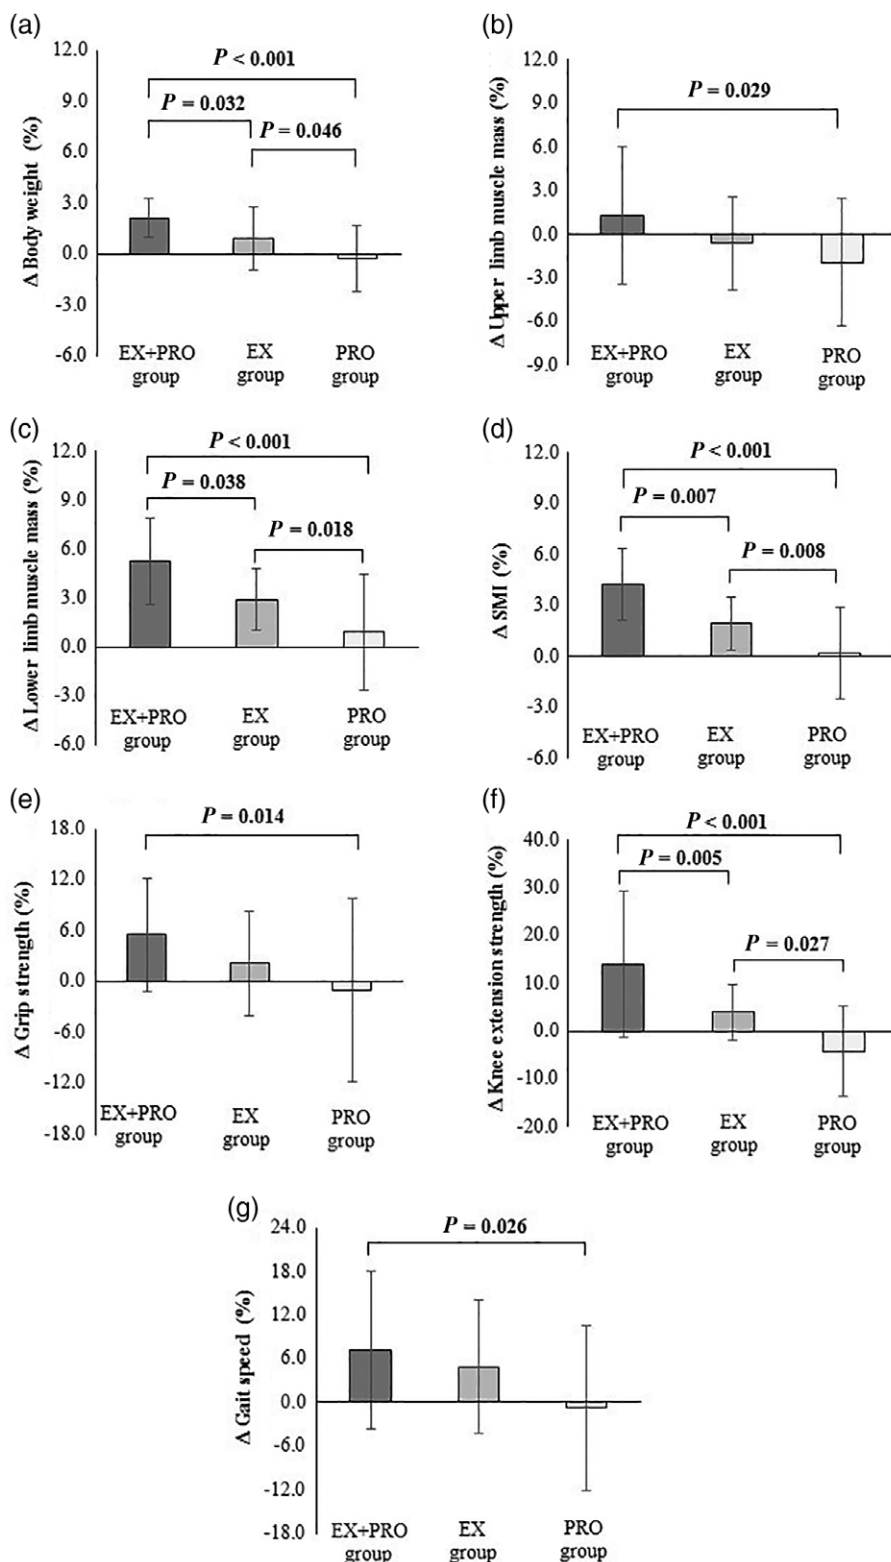 (a)
Δ Body weight (%)
12.0
9.0
6.0
3.0
0.0
-3.0
-6.0
P < 0.001
P = 0.032
P = 0.046
EX+PRO group
EX group
PRO group
(b)
Δ Upper limb muscle mass (%)
12.0
9.0
6.0
3.0
0.0
-3.0
-6.0
-9.0
P = 0.029
EX+PRO group
EX group
PRO group
(c)
Δ Lower limb muscle mass (%)
12.0
9.0
6.0
3.0
0.0
-3.0
-6.0
P < 0.001
P = 0.038
P = 0.018
EX+PRO group
EX group
PRO group
(d)
Δ SMI (%)
12.0
9.0
6.0
3.0
0.0
-3.0
-6.0
P < 0.001
P = 0.007
P = 0.008
EX+PRO group
EX group
PRO group
(e)
Δ Grip strength (%)
18.0
12.0
6.0
0.0
-6.0
-12.0
-18.0
P = 0.014
EX+PRO group
EX group
PRO group
(f)
Δ Knee extension strength (%)
40.0
30.0
20.0
10.0
0.0
-10.0
-20.0
P < 0.001
P = 0.005
P = 0.027
EX+PRO group
EX group
PRO group
(g)
Δ Gait speed (%)
24.0
18.0
12.0
6.0
0.0
-6.0
-12.0
-18.0
P = 0.026
EX+PRO group
EX group
PRO group